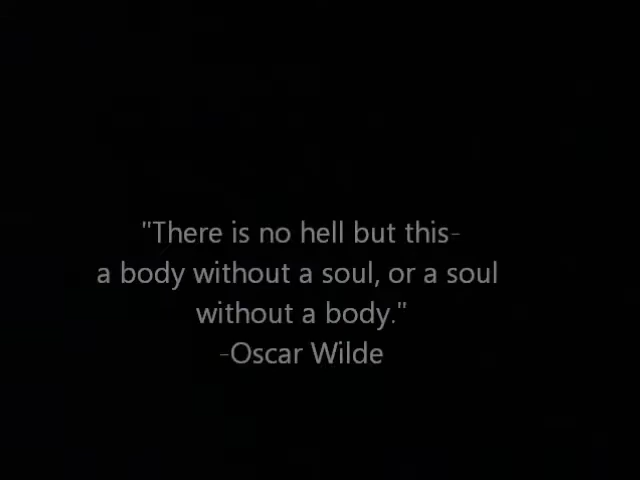 "There is no hell but this-
a body without a soul, or a soul
without a body."
-Oscar Wilde